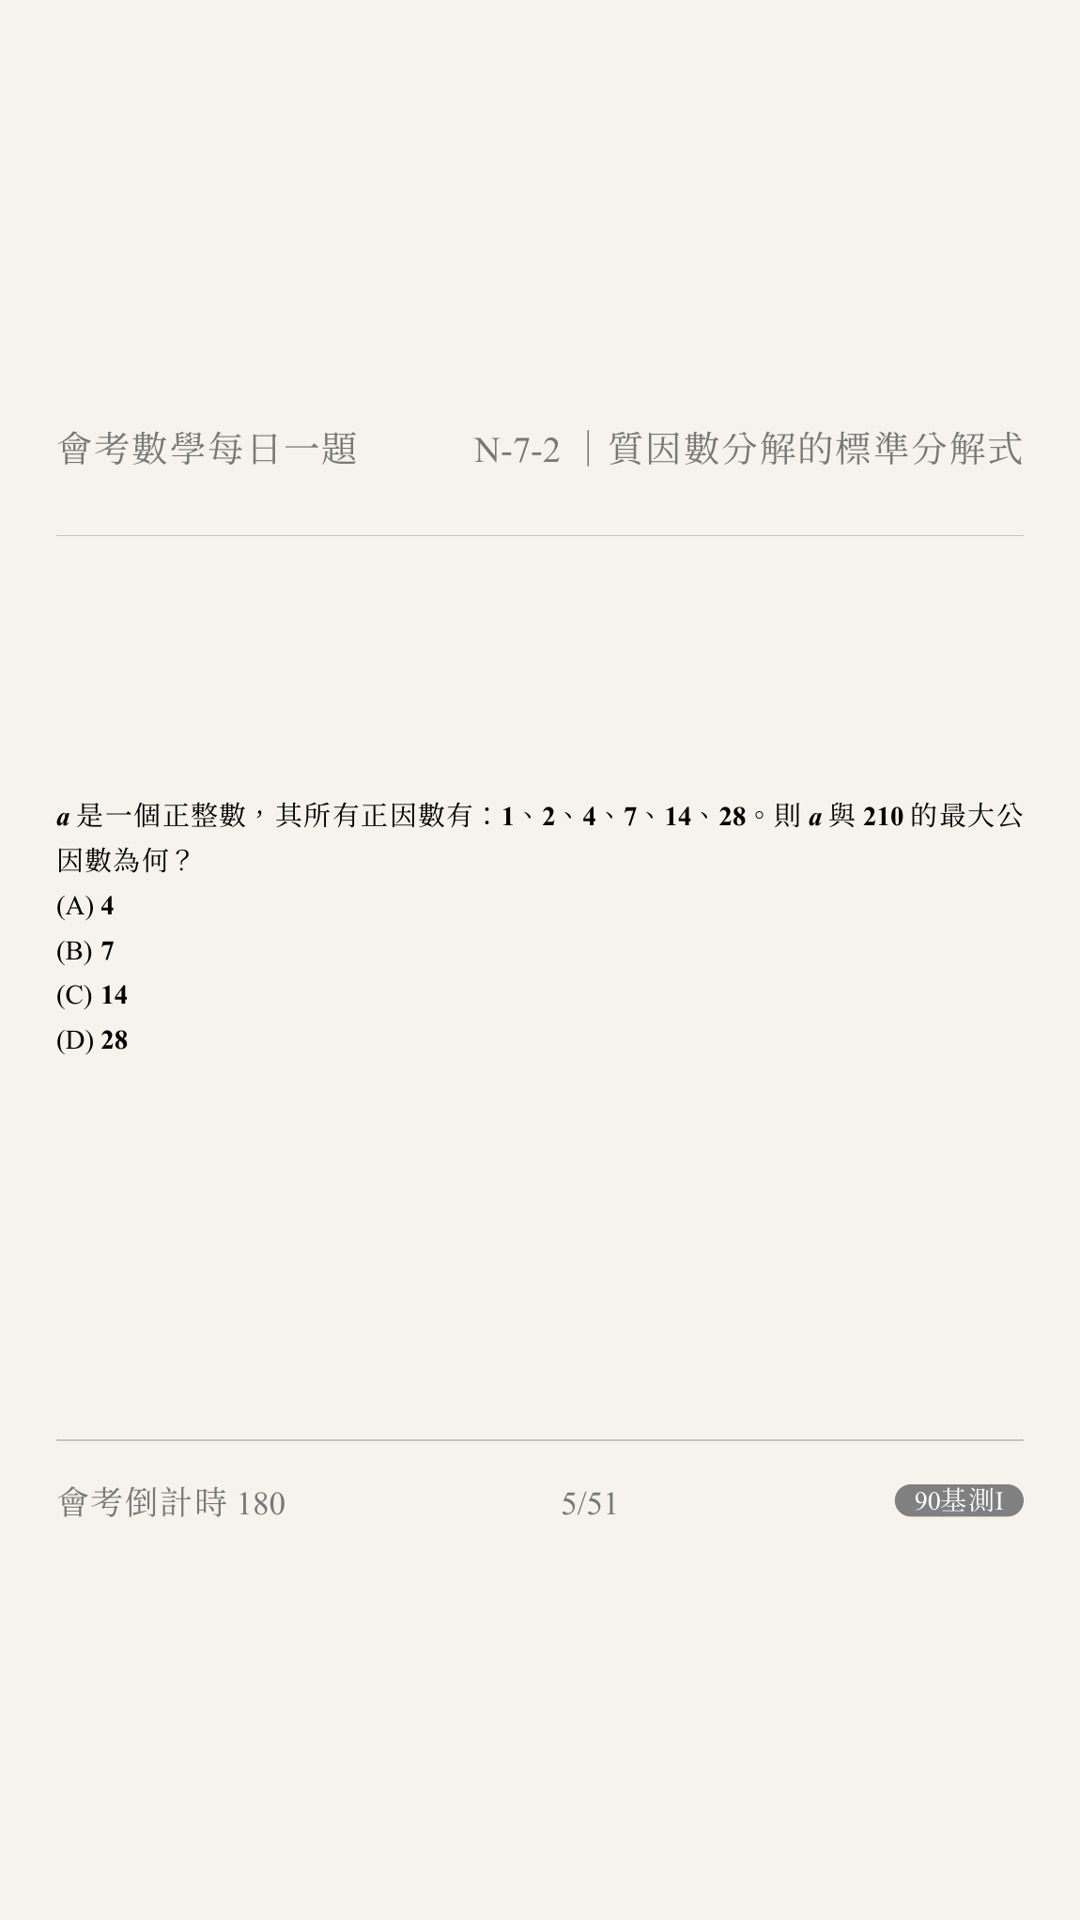 會考數學每日一題
N-7-2｜質因數分解的標準分解式
a 是一個正整數，其所有正因數有：1、2、4、7、14、28。則 a 與 210 的最大公
因數為何？
(A) 4
(B) 7
(C) 14
(D) 28
會考倒計時 180
5/51
90基測I